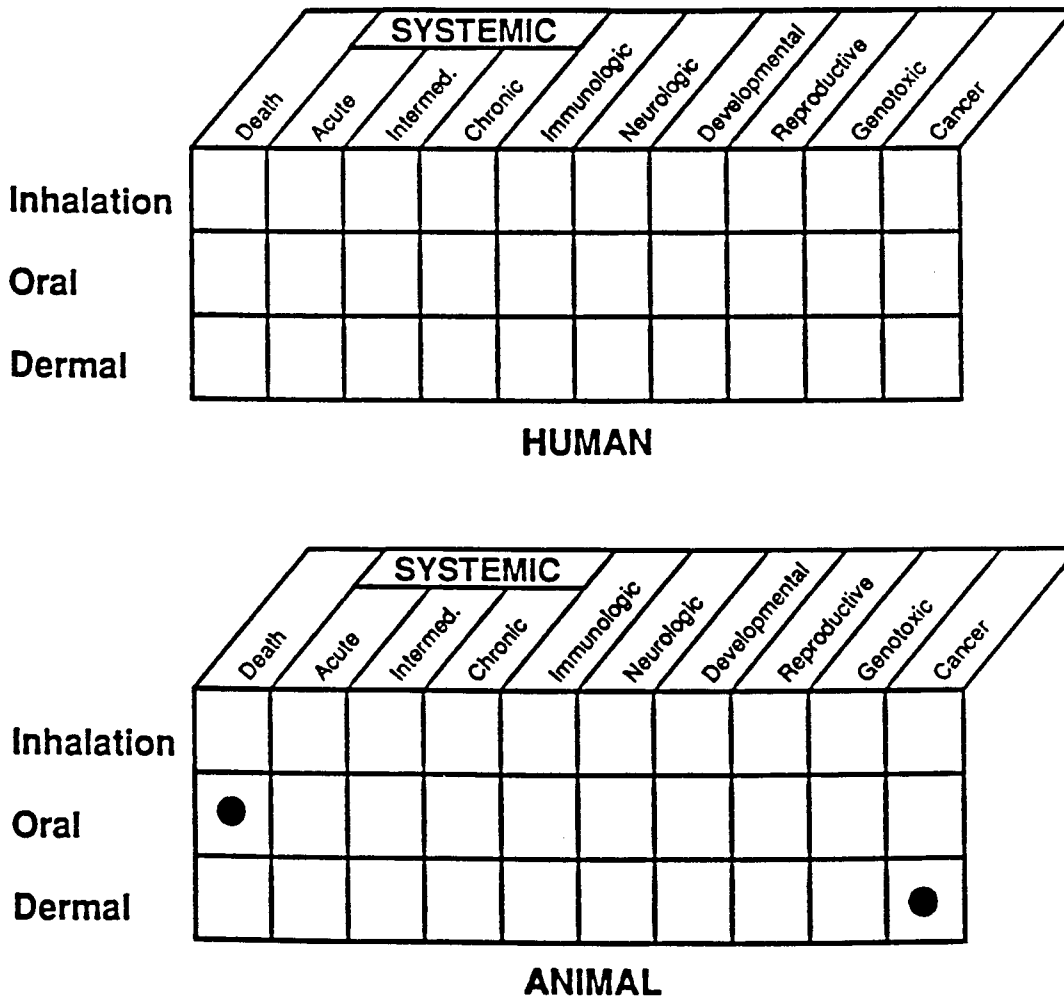 SYSTEMIC
Death Acute Intermed. Chronic Immunologic Neurologic Developmental Reproductive Genotoxic Cancer
Inhalation
Oral
Dermal
HUMAN
SYSTEMIC
Death Acute Intermed. Chronic Immunologic Neurologic Developmental Reproductive Genotoxic Cancer
Inhalation
Oral
Dermal
ANIMAL